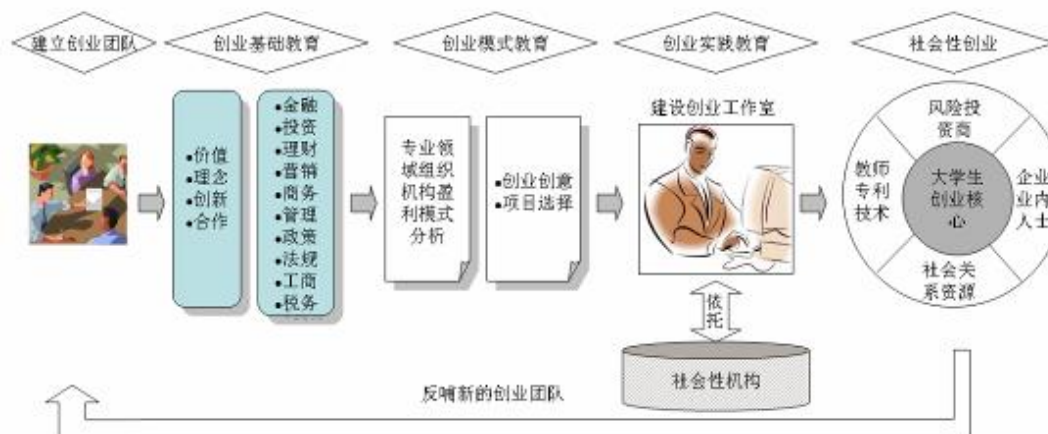 建立创业团队
创业基础教育
创业模式教育
创业实践教育
社会性创业
•价值
•理念
•创新
•合作
•金融
•投资
•理财
•营销
•商务
•管理
•政策
•法规
•工商
•税务
专业领
域组织
机构盈
利模式
分析
•创业创意
•项目选择
建设创业工作室
依
托
社会性机构
风险投
资商
教师
专利
技术
大学生
创业核
心
企业
业内
人士
社会关
系资源
反哺新的创业团队